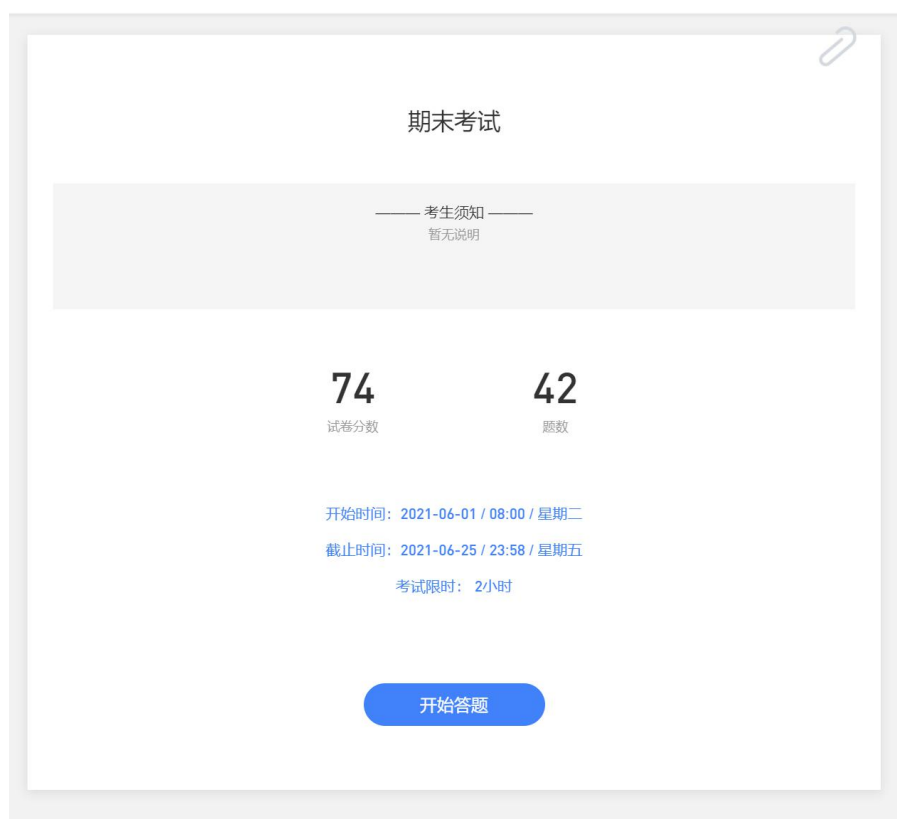 期末考试
——— 考生须知 ———
暂无说明
74 42
试卷分数 题数
开始时间：2021-06-01 / 08:00 / 星期二
截止时间：2021-06-25 / 23:58 / 星期五
考试限时： 2小时
开始答题